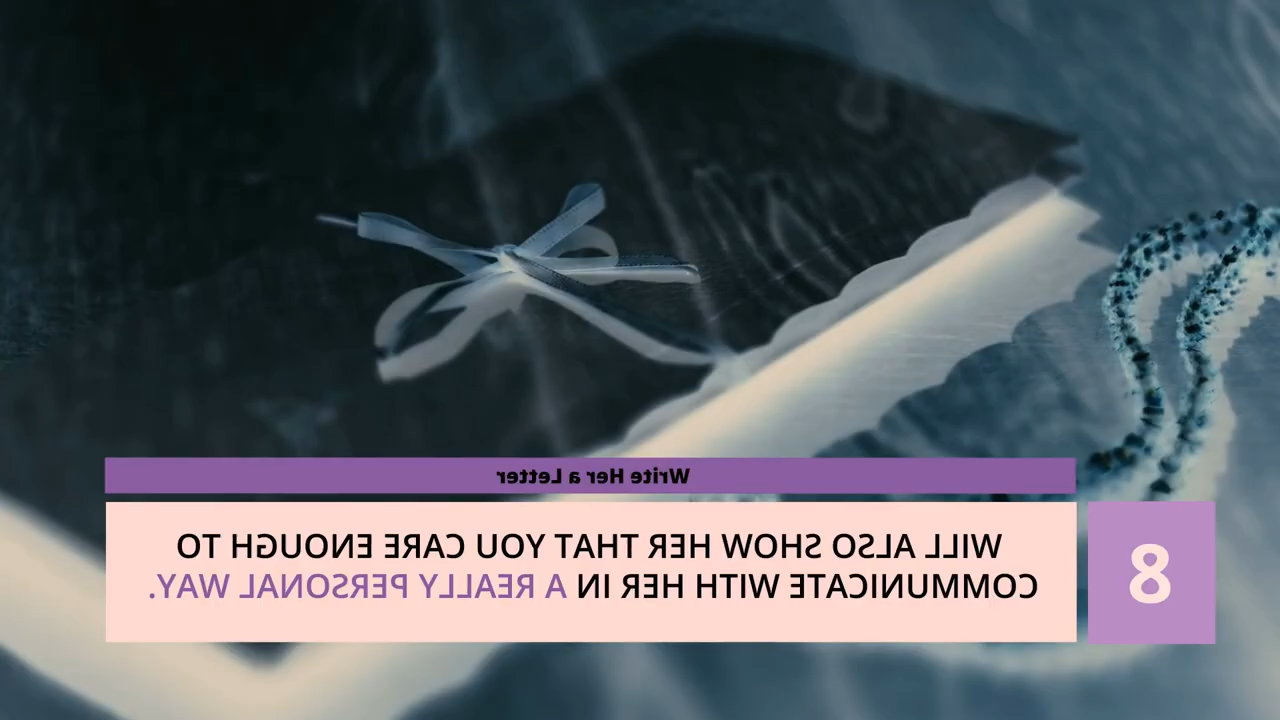 Write Her a Letter
WILL ALSO SHOW HER THAT YOU CARE ENOUGH TO
COMMUNICATE WITH HER IN A REALLY PERSONAL WAY.
8